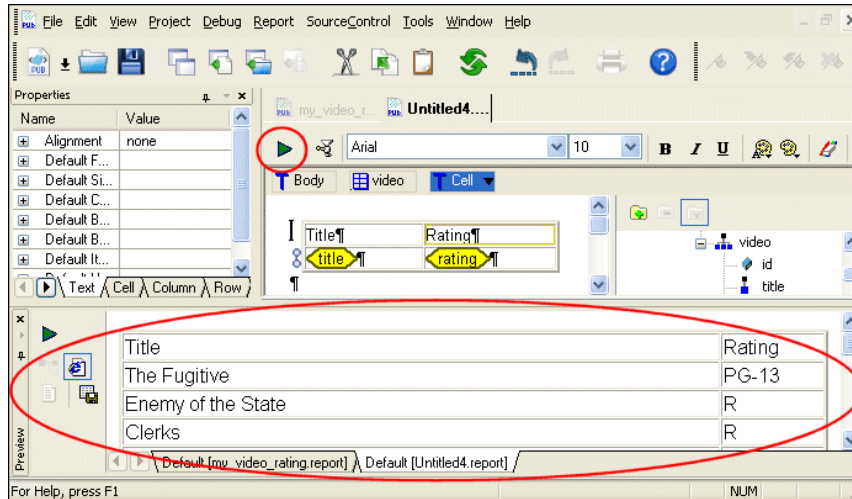 File Edit View Project Debug Report SourceControl Tools Window Help
PUB
Properties
Name Value
Alignment none
Default F...
Default Si...
Default C...
Default B...
Default B...
Default It...
Text Cell Column Row
my_video_r... Untitled4....
Arial 10 B I U
Body video Cell
Title¶ Rating¶
title ¶ rating ¶
¶
video
id
title
Title Rating
The Fugitive PG-13
Enemy of the State R
Clerks R
Preview
Default [my_video_rating.report] Default [Untitled4.report]
For Help, press F1 NUM